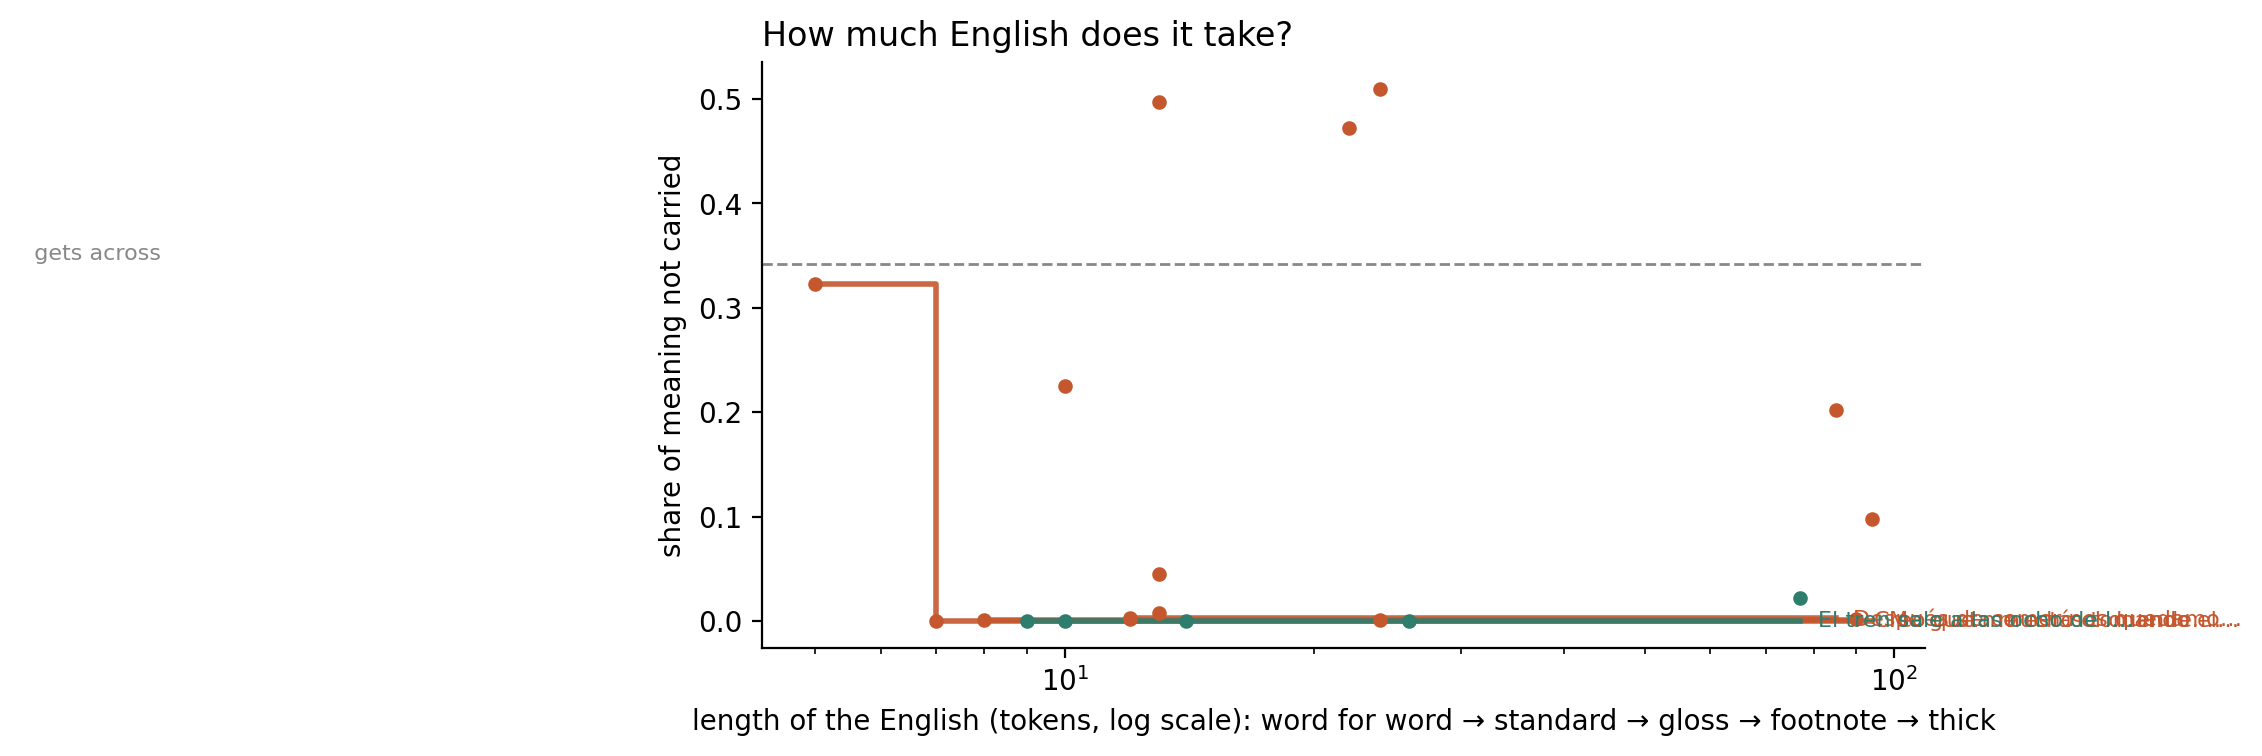 How much English does it take?
0.5
0.4
gets across
0.3
0.2
0.1
0.0
share of meaning not carried
10¹
10²
length of the English (tokens, log scale): word for word → standard → gloss → footnote → thick